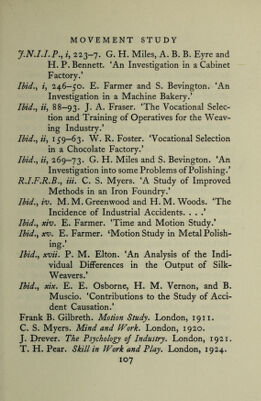 MOVEMENT STUDY
J.N.I.I.P., i, 223–7. G. H. Miles, A. B. B. Eyre and
H. P. Bennett. ‘An Investigation in a Cabinet
Factory.’
Ibid., i, 246–50. E. Farmer and S. Bevington. ‘An
Investigation in a Machine Bakery.’
Ibid., ii, 88–93. J. A. Fraser. ‘The Vocational Selec-
tion and Training of Operatives for the Weav-
ing Industry.’
Ibid., ii, 159–63. W. R. Foster. ‘Vocational Selection
in a Chocolate Factory.’
Ibid., ii, 269–73. G. H. Miles and S. Bevington. ‘An
Investigation into some Problems of Polishing.’
R.I.F.R.B., iii. C. S. Myers. ‘A Study of Improved
Methods in an Iron Foundry.’
Ibid., iv. M. M. Greenwood and H. M. Woods. ‘The
Incidence of Industrial Accidents. . . .’
Ibid., xiv. E. Farmer. ‘Time and Motion Study.’
Ibid., xv. E. Farmer. ‘Motion Study in Metal Polish-
ing.’
Ibid., xvii. P. M. Elton. ‘An Analysis of the Indi-
vidual Differences in the Output of Silk-
Weavers.’
Ibid., xix. E. E. Osborne, H. M. Vernon, and B.
Muscio. ‘Contributions to the Study of Acci-
dent Causation.’
Frank B. Gilbreth. Motion Study. London, 1911.
C. S. Myers. Mind and Work. London, 1920.
J. Drever. The Psychology of Industry. London, 1921.
T. H. Pear. Skill in Work and Play. London, 1924.
107